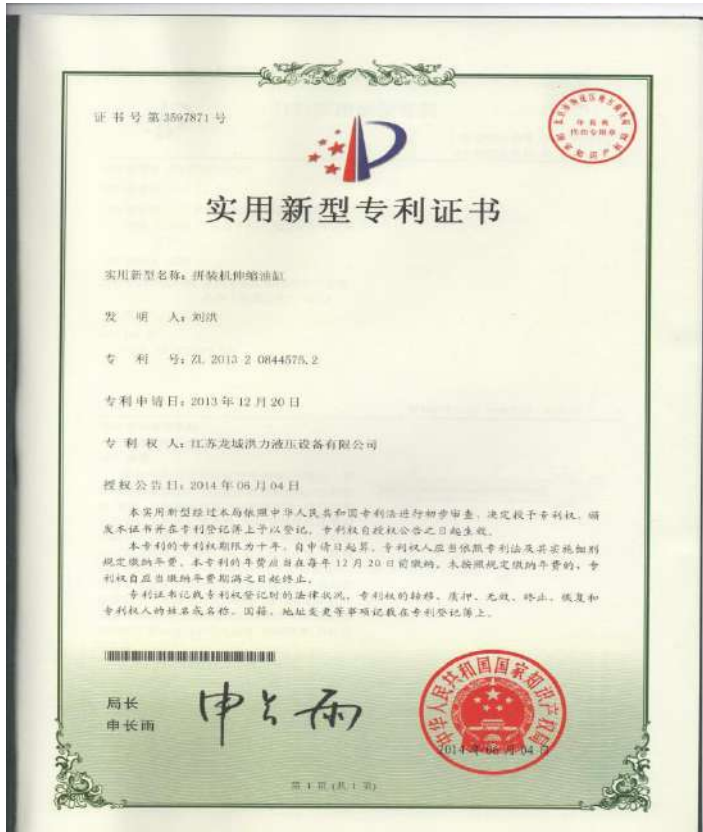 证书号第3597871号
实用新型专利证书
实用新型名称：拼装机伸缩油缸
发明人：刘洪
专利号：ZL 2013 2 0844575.2
专利申请日：2013年12月20日
专利权人：江苏龙城洪力液压设备有限公司
授权公告日：2014年06月04日
本实用新型经过本局依照中华人民共和国专利法进行初步审查，决定授予专利权，颁
发本证书并在专利登记簿上予以登记。专利权自授权公告之日起生效。
本专利的专利权期限为十年，自申请日起算。专利权人应当依照专利法及其实施细则
规定缴纳年费。本专利的年费应当在每年12月20日前缴纳。未按照规定缴纳年费的，专
利权自应当缴纳年费期满之日起终止。
专利证书记载专利权登记时的法律状况。专利权的转移、质押、无效、终止、恢复和
专利权人的姓名或名称、国籍、地址变更等事项记载在专利登记簿上。
局长
申长雨
申长雨
中华人民共和国国家知识产权局
2014年06月04日
第1页(共1页)